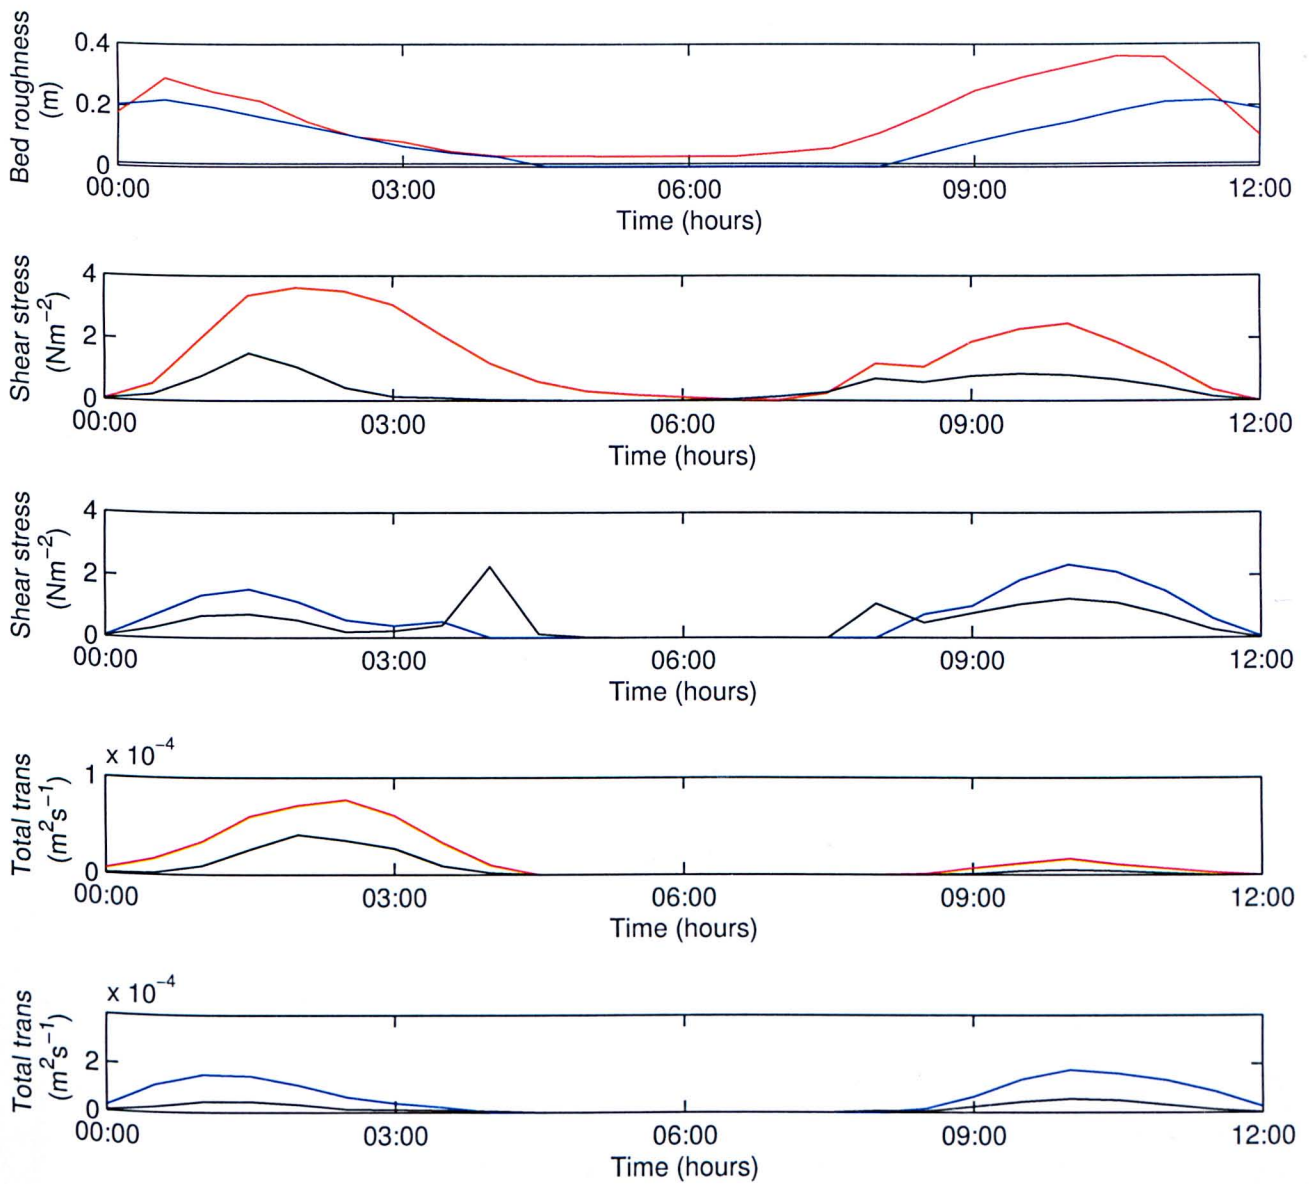 Bed roughness
(m)
0.4
0.2
0
00:00 03:00 06:00 09:00 12:00
Time (hours)
Shear stress
(Nm⁻²)
4
2
0
00:00 03:00 06:00 09:00 12:00
Time (hours)
Shear stress
(Nm⁻²)
4
2
0
00:00 03:00 06:00 09:00 12:00
Time (hours)
Total trans
(m²s⁻¹)
x 10⁻⁴
1
0
00:00 03:00 06:00 09:00 12:00
Time (hours)
Total trans
(m²s⁻¹)
x 10⁻⁴
2
0
00:00 03:00 06:00 09:00 12:00
Time (hours)